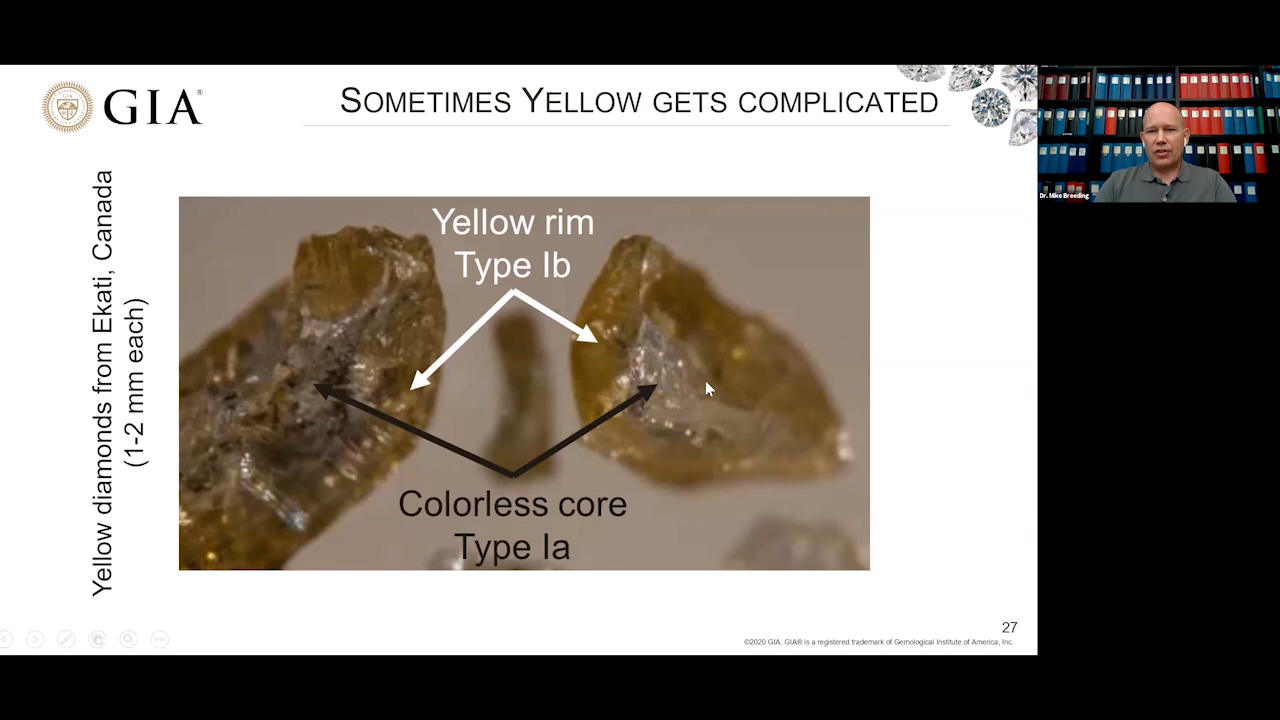 GIA®
SOMETIMES YELLOW GETS COMPLICATED
Yellow diamonds from Ekati, Canada
(1-2 mm each)
Yellow rim
Type Ib
Colorless core
Type Ia
27
©2020 GIA. GIA® is a registered trademark of Gemological Institute of America, Inc.
Dr. Mike Breeding